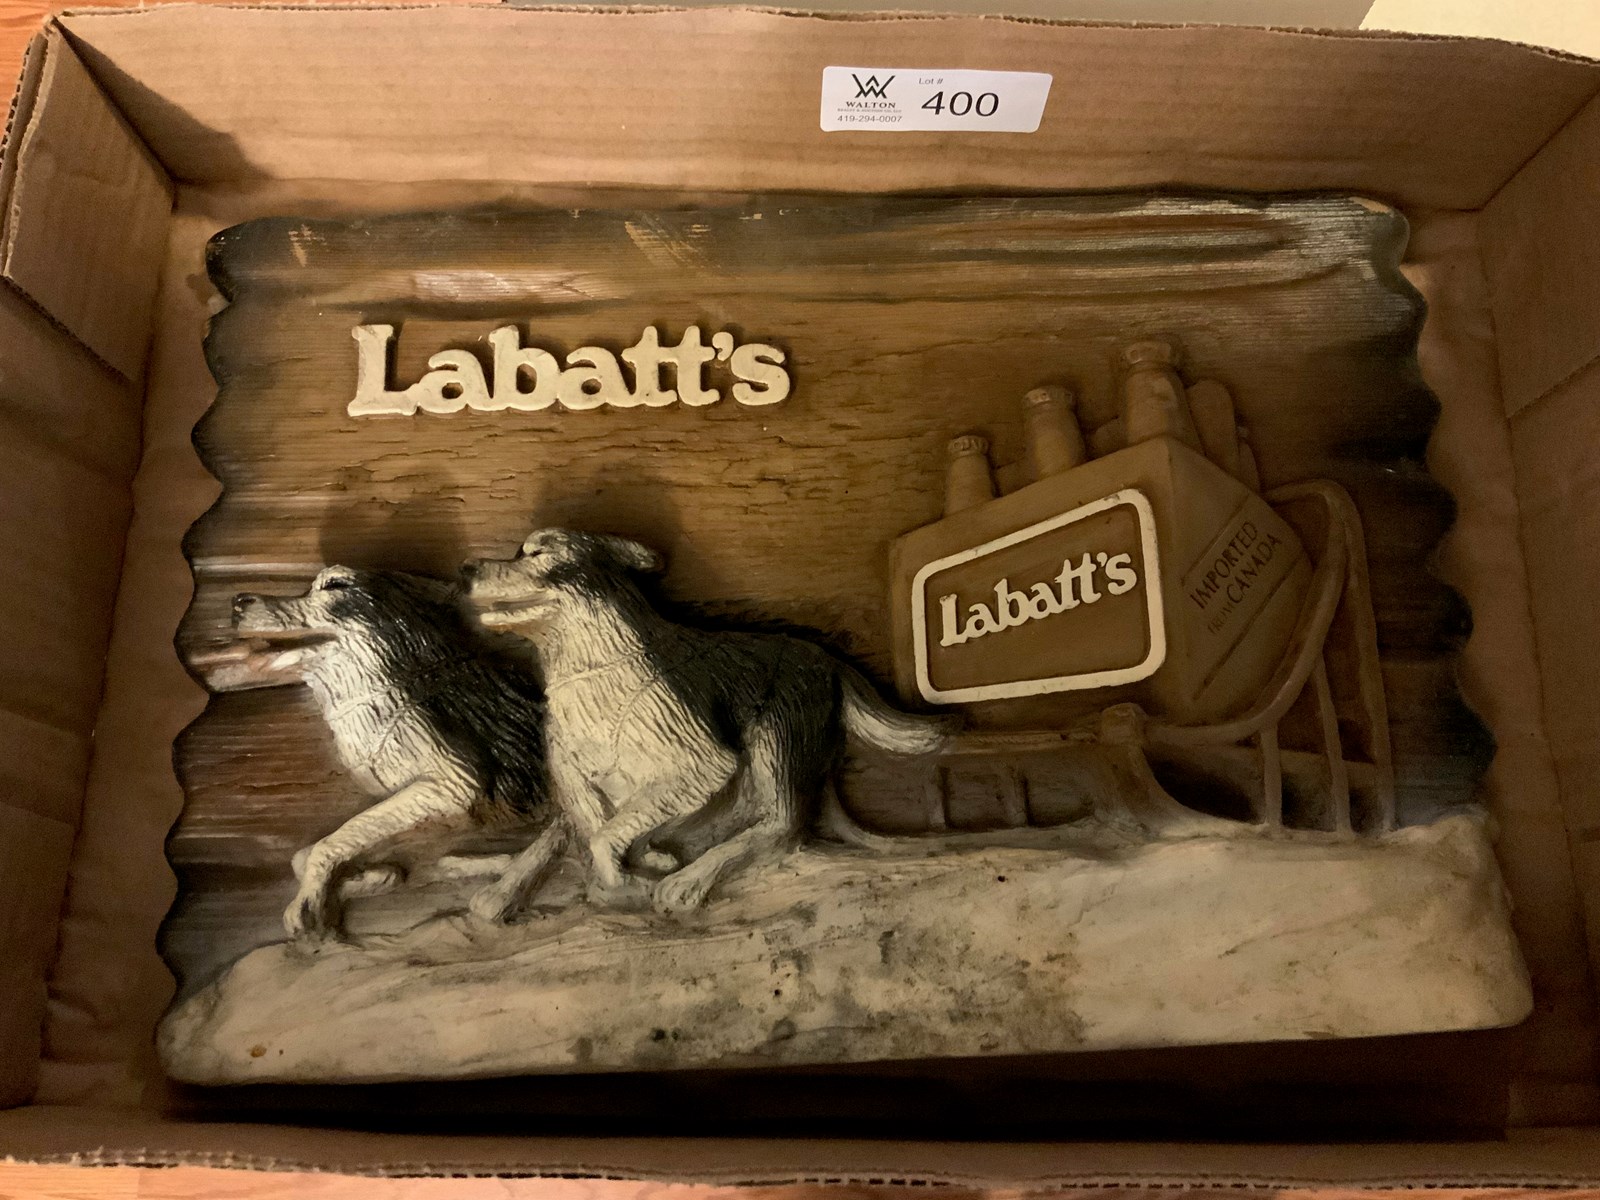 WALTON
419-294-0007
Lot #
400
Labatt's
Labatt's
IMPORTED
FROM CANADA